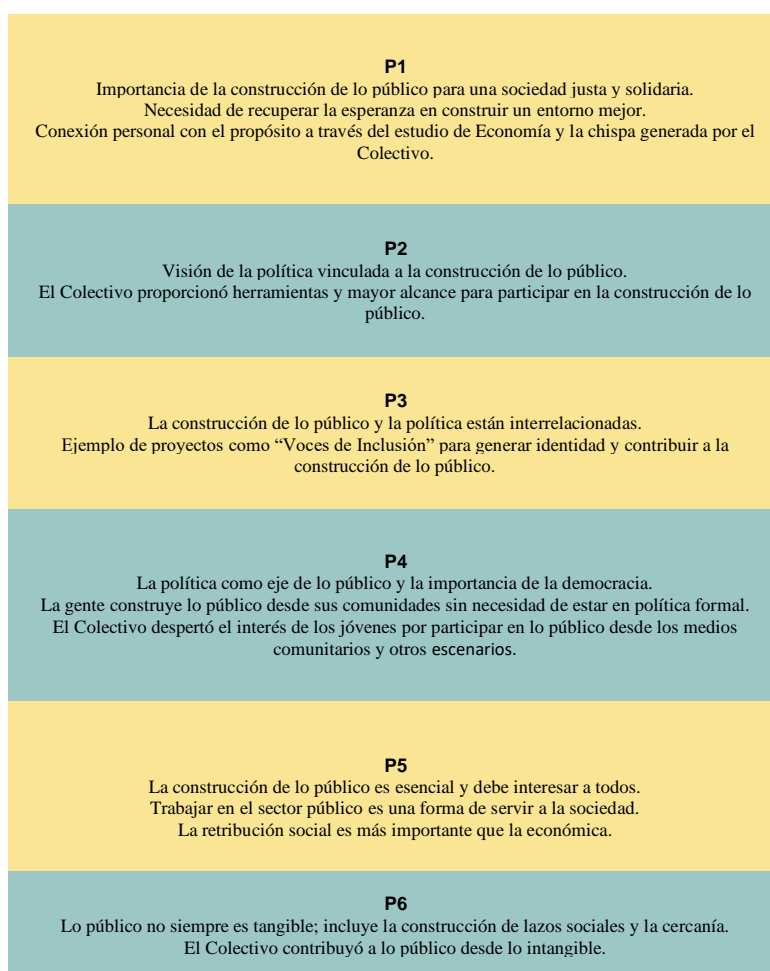 P1
Importancia de la construcción de lo público para una sociedad justa y solidaria.
Necesidad de recuperar la esperanza en construir un entorno mejor.
Conexión personal con el propósito a través del estudio de Economía y la chispa generada por el
Colectivo.
P2
Visión de la política vinculada a la construcción de lo público.
El Colectivo proporcionó herramientas y mayor alcance para participar en la construcción de lo
público.
P3
La construcción de lo público y la política están interrelacionadas.
Ejemplo de proyectos como “Voces de Inclusión” para generar identidad y contribuir a la
construcción de lo público.
P4
La política como eje de lo público y la importancia de la democracia.
La gente construye lo público desde sus comunidades sin necesidad de estar en política formal.
El Colectivo despertó el interés de los jóvenes por participar en lo público desde los medios
comunitarios y otros escenarios.
P5
La construcción de lo público es esencial y debe interesar a todos.
Trabajar en el sector público es una forma de servir a la sociedad.
La retribución social es más importante que la económica.
P6
Lo público no siempre es tangible; incluye la construcción de lazos sociales y la cercanía.
El Colectivo contribuyó a lo público desde lo intangible.